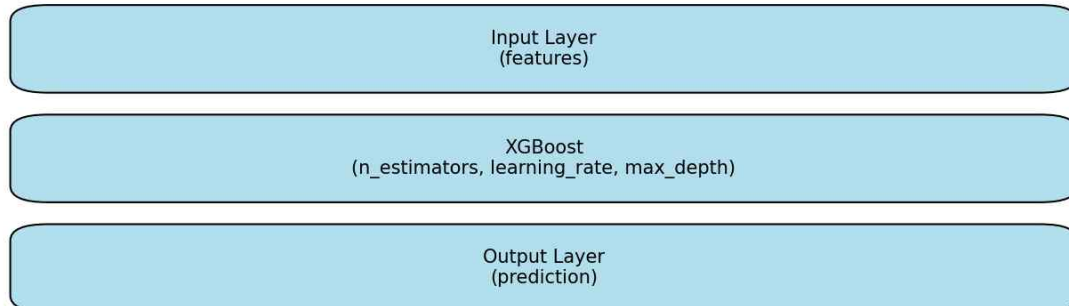 Input Layer
(features)
XGBoost
(n_estimators, learning_rate, max_depth)
Output Layer
(prediction)